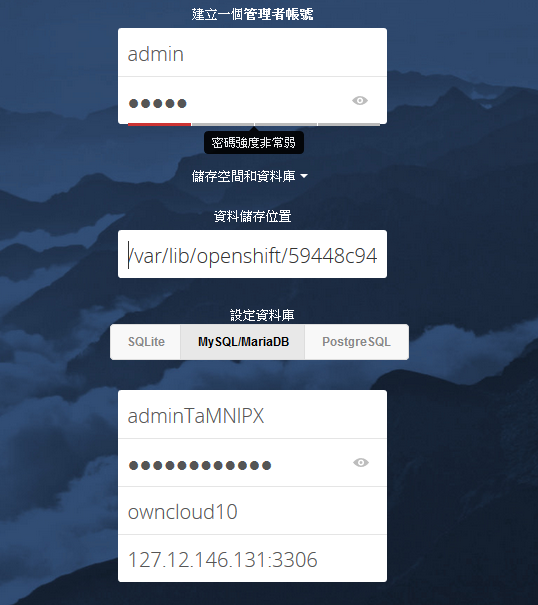 建立一個管理者帳號
admin
●●●●●
密碼強度非常弱
儲存空間和資料庫
資料儲存位置
/var/lib/openshift/59448c94
設定資料庫
SQLite MySQL/MariaDB PostgreSQL
adminTaMNIPX
●●●●●●●●●●●●
owncloud10
127.12.146.131:3306